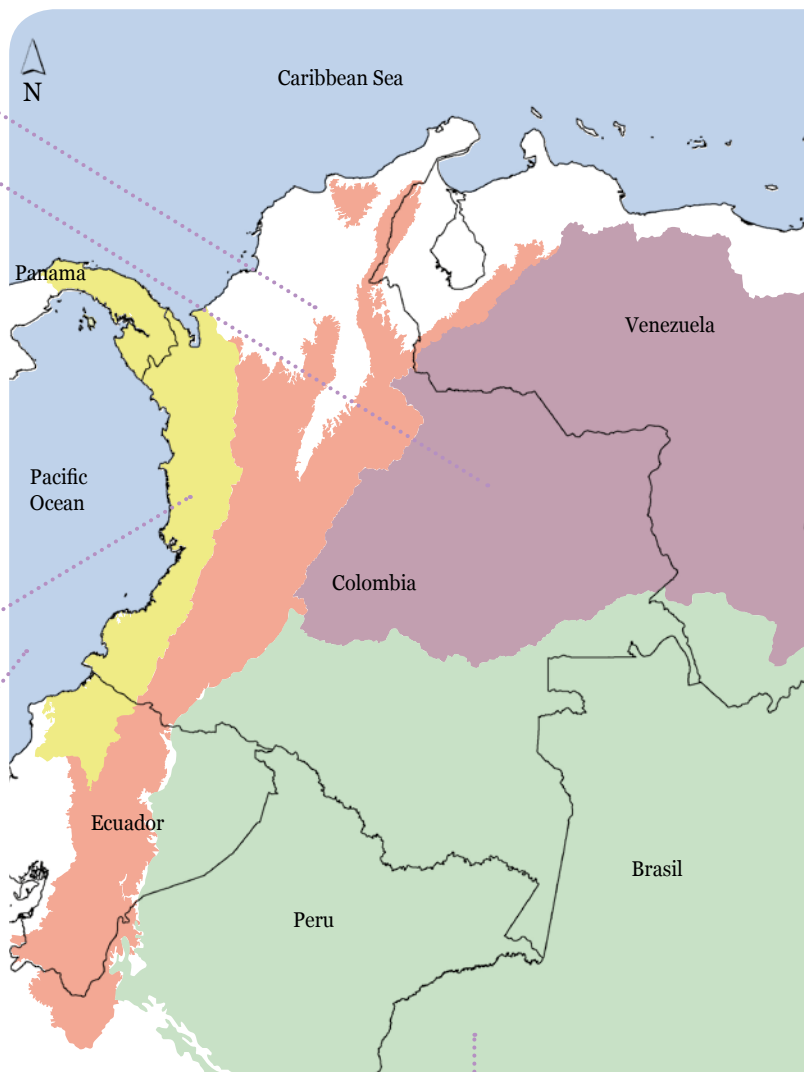 N
Caribbean Sea
Panama
Venezuela
Pacific
Ocean
Colombia
Ecuador
Brasil
Peru